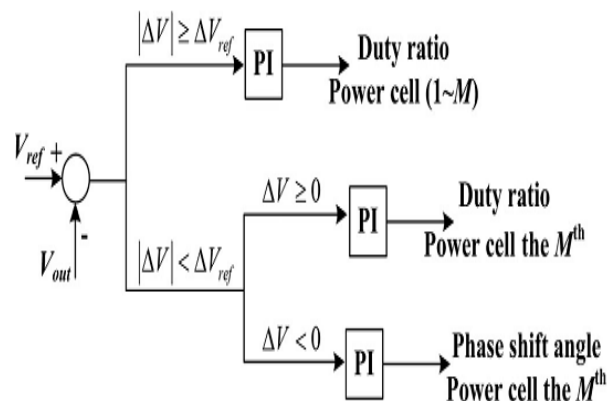 |ΔV| ≥ ΔV_ref
PI
Duty ratio
Power cell (1~M)
V_ref +
-
V_out
ΔV ≥ 0
PI
Duty ratio
Power cell the M^th
|ΔV| < ΔV_ref
ΔV < 0
PI
Phase shift angle
Power cell the M^th